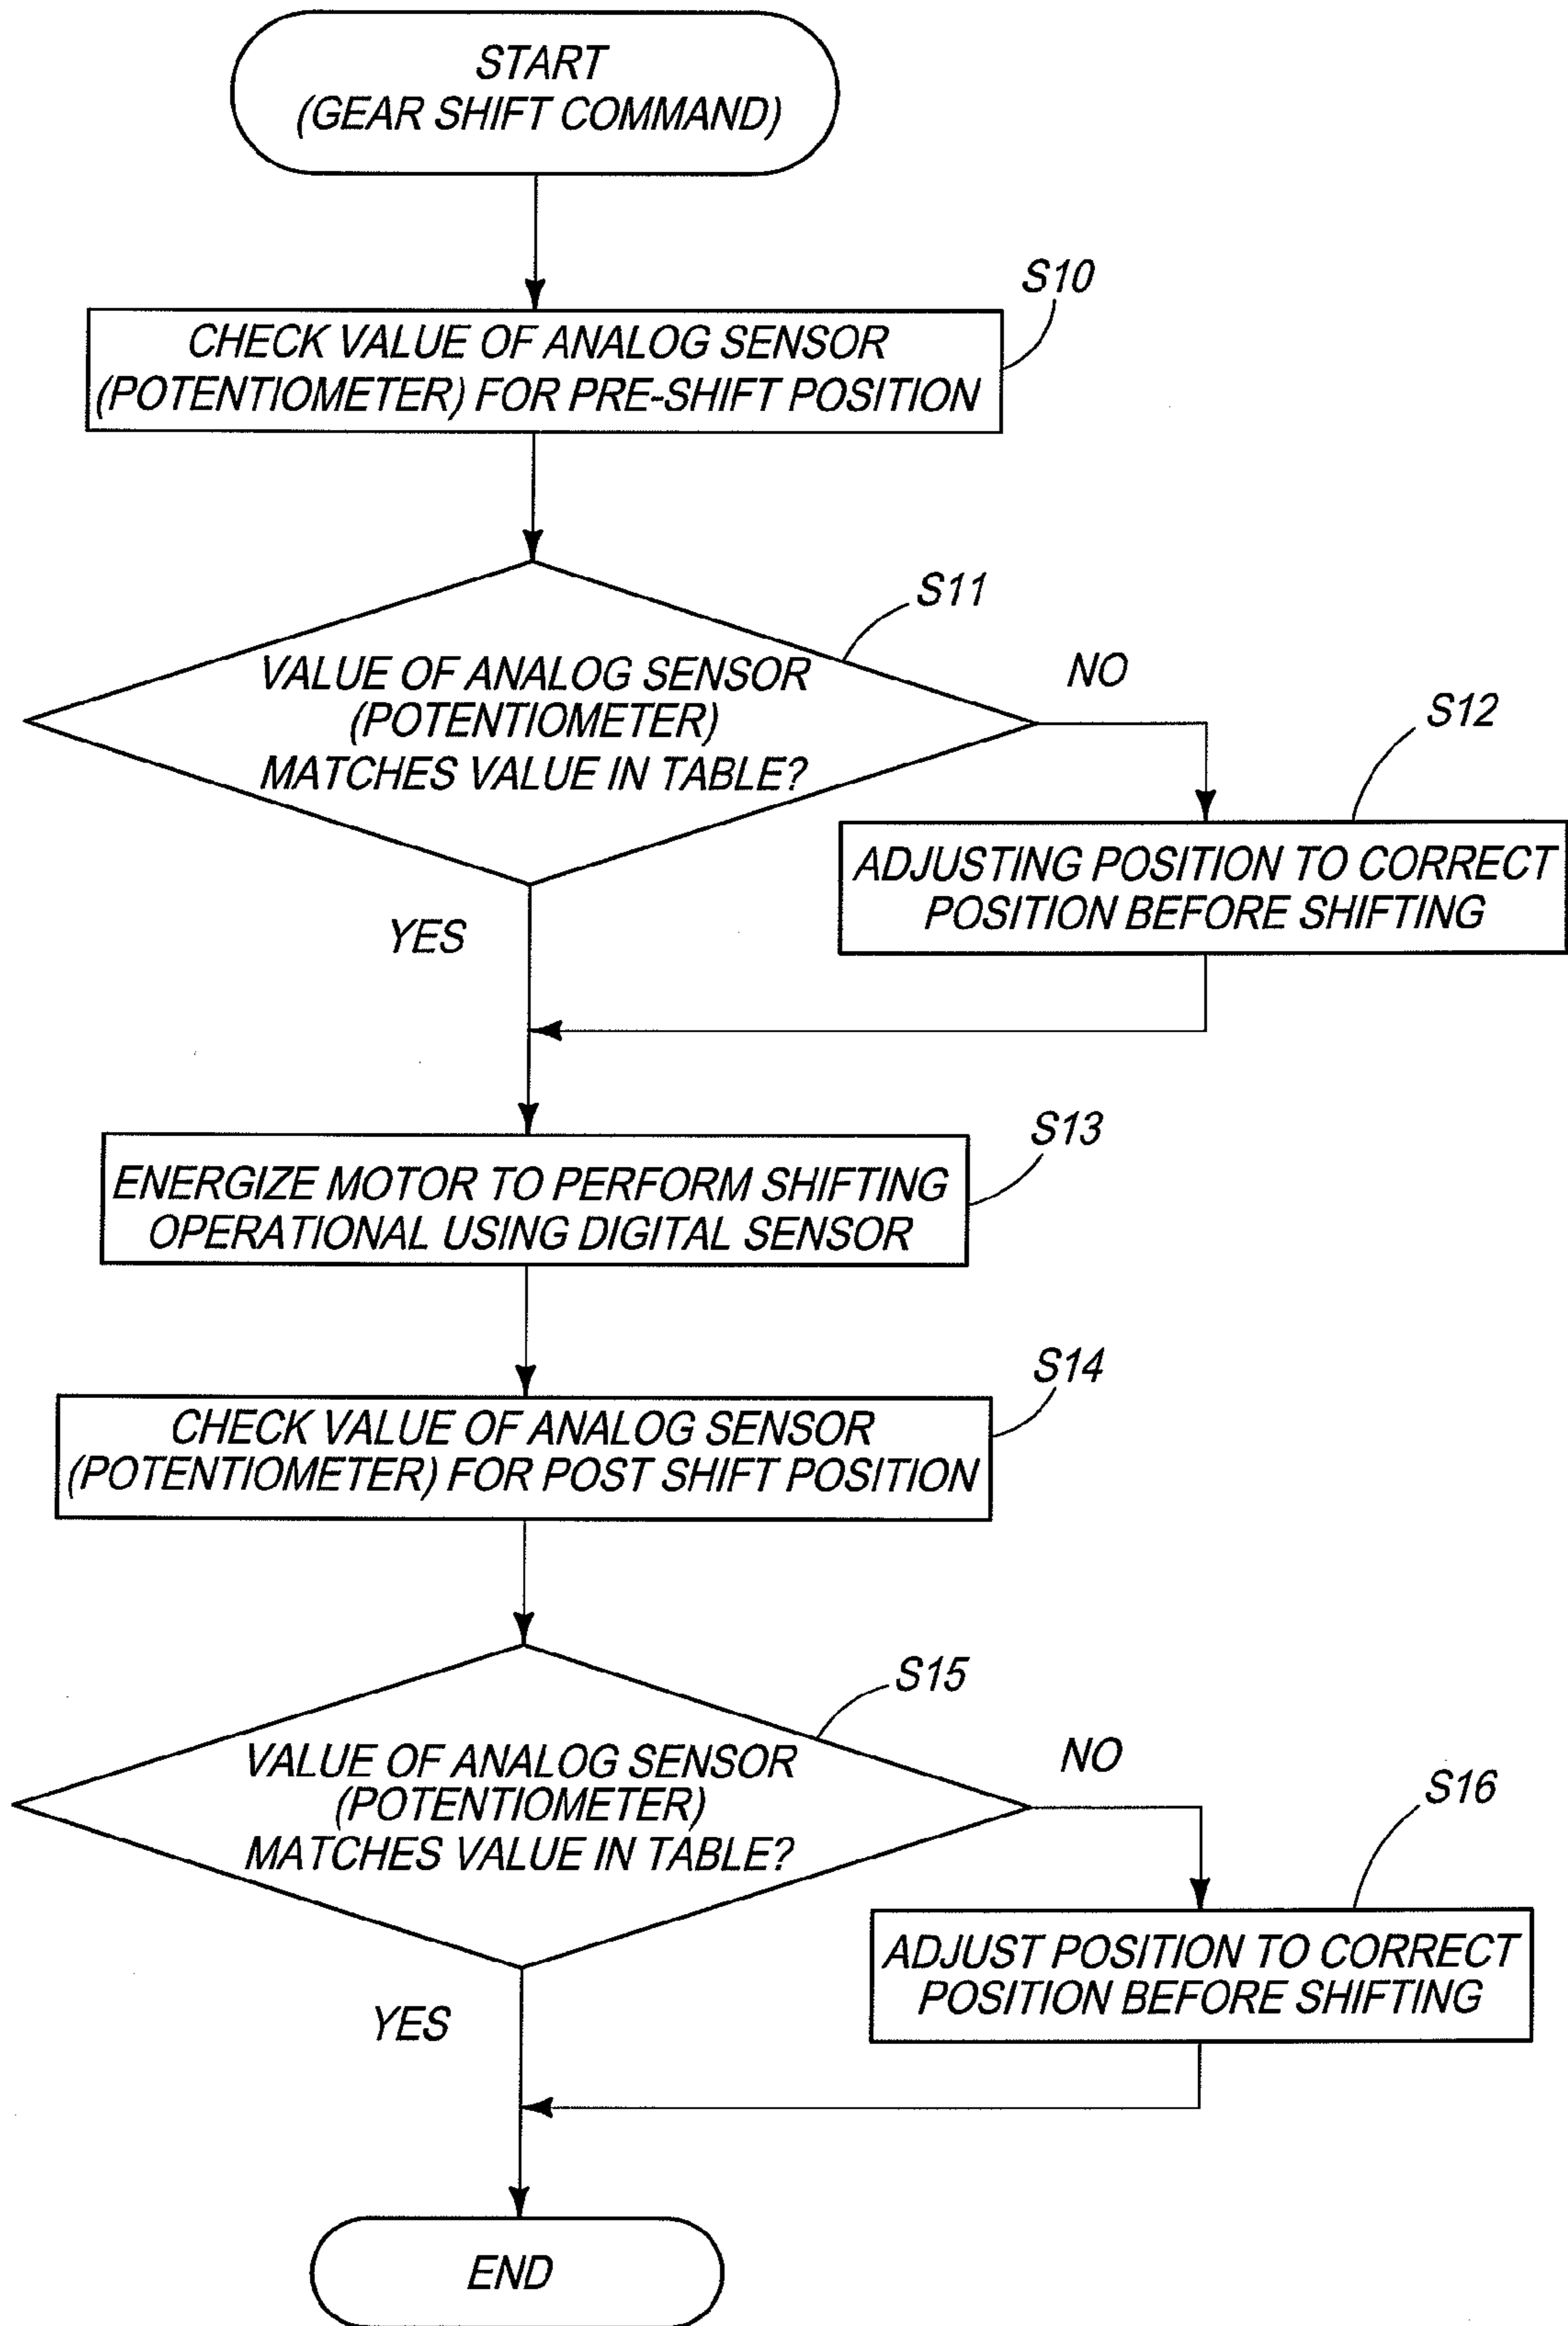 START
(GEAR SHIFT COMMAND)
S10
CHECK VALUE OF ANALOG SENSOR
(POTENTIOMETER) FOR PRE-SHIFT POSITION
S11
VALUE OF ANALOG SENSOR
(POTENTIOMETER)
MATCHES VALUE IN TABLE?
NO
S12
ADJUSTING POSITION TO CORRECT
POSITION BEFORE SHIFTING
YES
S13
ENERGIZE MOTOR TO PERFORM SHIFTING
OPERATIONAL USING DIGITAL SENSOR
S14
CHECK VALUE OF ANALOG SENSOR
(POTENTIOMETER) FOR POST SHIFT POSITION
S15
VALUE OF ANALOG SENSOR
(POTENTIOMETER)
MATCHES VALUE IN TABLE?
NO
S16
ADJUST POSITION TO CORRECT
POSITION BEFORE SHIFTING
YES
END